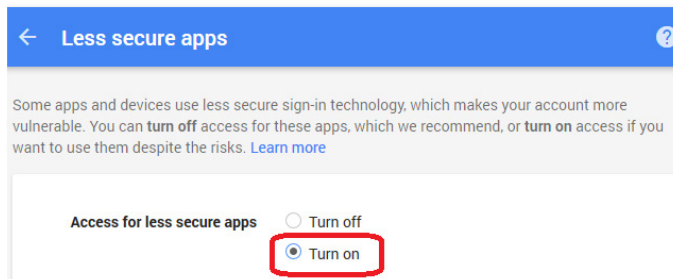 Less secure apps
Some apps and devices use less secure sign-in technology, which makes your account more
vulnerable. You can turn off access for these apps, which we recommend, or turn on access if you
want to use them despite the risks. Learn more
Access for less secure apps Turn off
Turn on